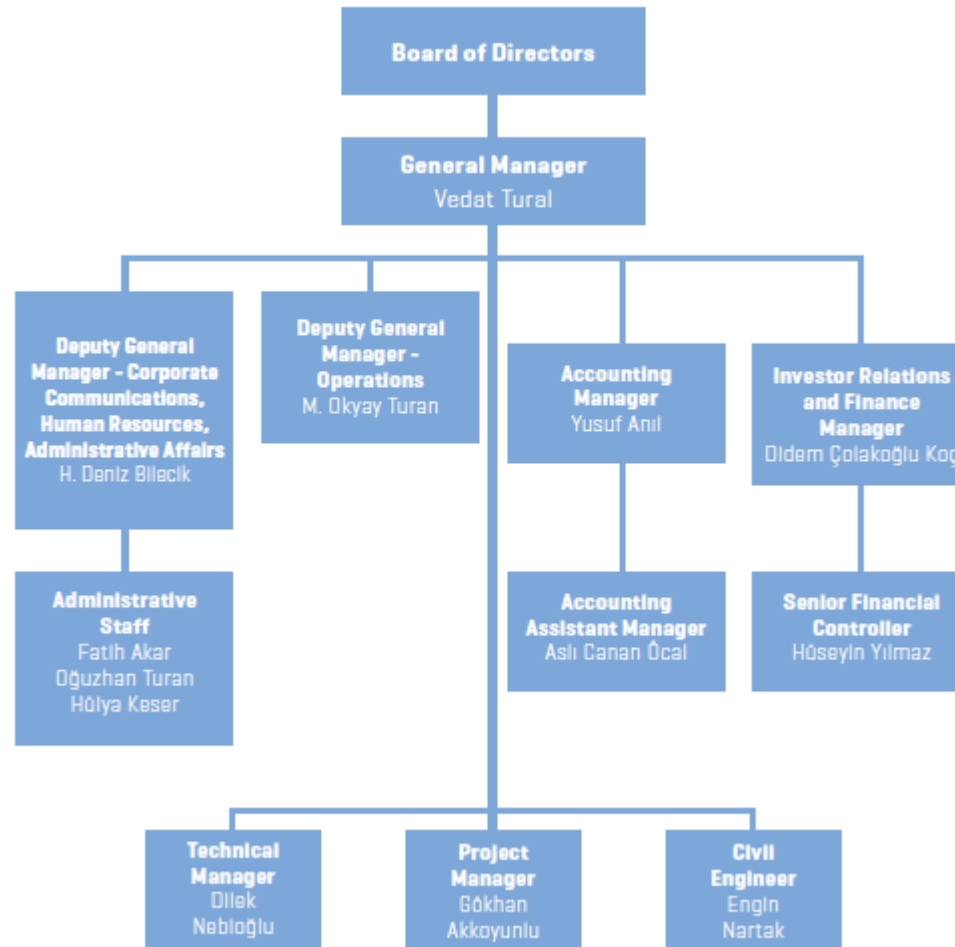 Board of Directors
General Manager
Vedat Tural
Deputy General
Manager - Corporate
Communications,
Human Resources,
Administrative Affairs
H. Deniz Bilecik
Deputy General
Manager -
Operations
M. Okyay Turan
Accounting
Manager
Yusuf Anıl
Investor Relations
and Finance
Manager
Didem Çolakoğlu Koç
Administrative
Staff
Fatih Akar
Oğuzhan Turan
Hülya Keser
Accounting
Assistant Manager
Aslı Canan Öcal
Senior Financial
Controller
Hüseyin Yılmaz
Technical
Manager
Dilek
Nebioğlu
Project
Manager
Gökhan
Akkoyunlu
Civil
Engineer
Engin
Nartak